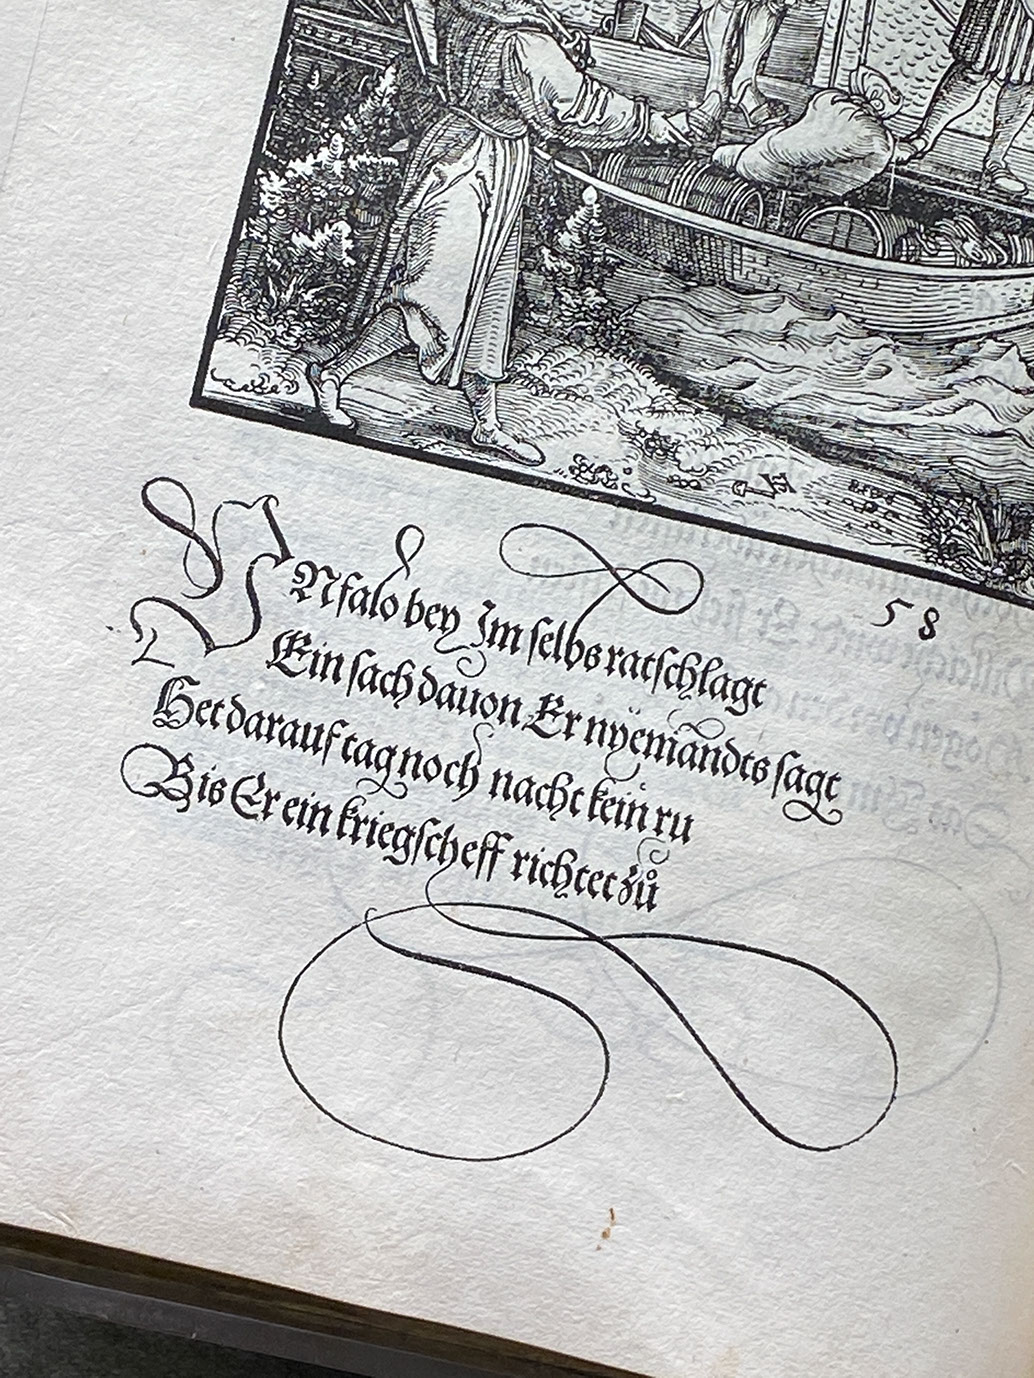 58
VNfalo bey Im selbs ratschlagt
Ein sach dauon Er nyemandts sagt
Het darauf tag noch nacht kein ru
Bis Er ein kriegscheff richtet zů